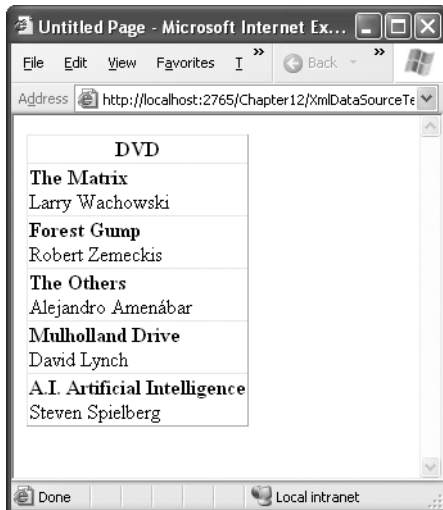 Untitled Page - Microsoft Internet Ex...
File Edit View Favorites T » Back »
Address http://localhost:2765/Chapter12/XmlDataSourceTe
DVD
The Matrix
Larry Wachowski
Forest Gump
Robert Zemeckis
The Others
Alejandro Amenábar
Mulholland Drive
David Lynch
A.I. Artificial Intelligence
Steven Spielberg
Done Local intranet